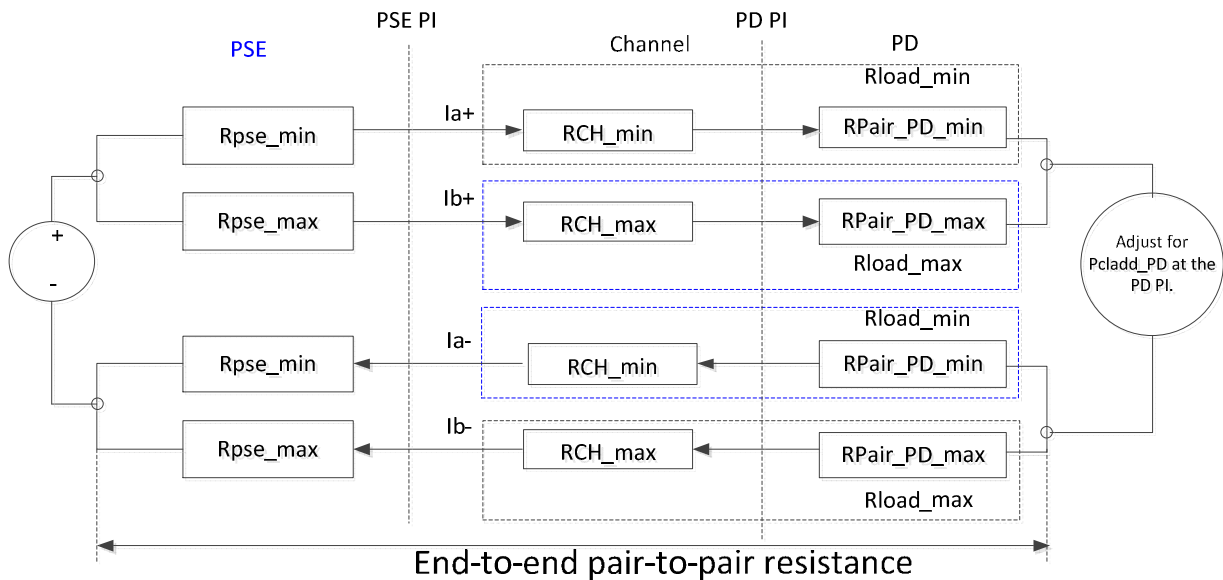 PSE PI
PD PI
PSE
Channel
PD
Rload_min
Ia+
Rpse_min
RCH_min
RPair_PD_min
Ib+
Rpse_max
RCH_max
RPair_PD_max
Rload_max
+
-
Adjust for
Pcladd_PD at the
PD PI.
Rload_min
Ia-
Rpse_min
RCH_min
RPair_PD_min
Ib-
Rpse_max
RCH_max
RPair_PD_max
Rload_max
End-to-end pair-to-pair resistance